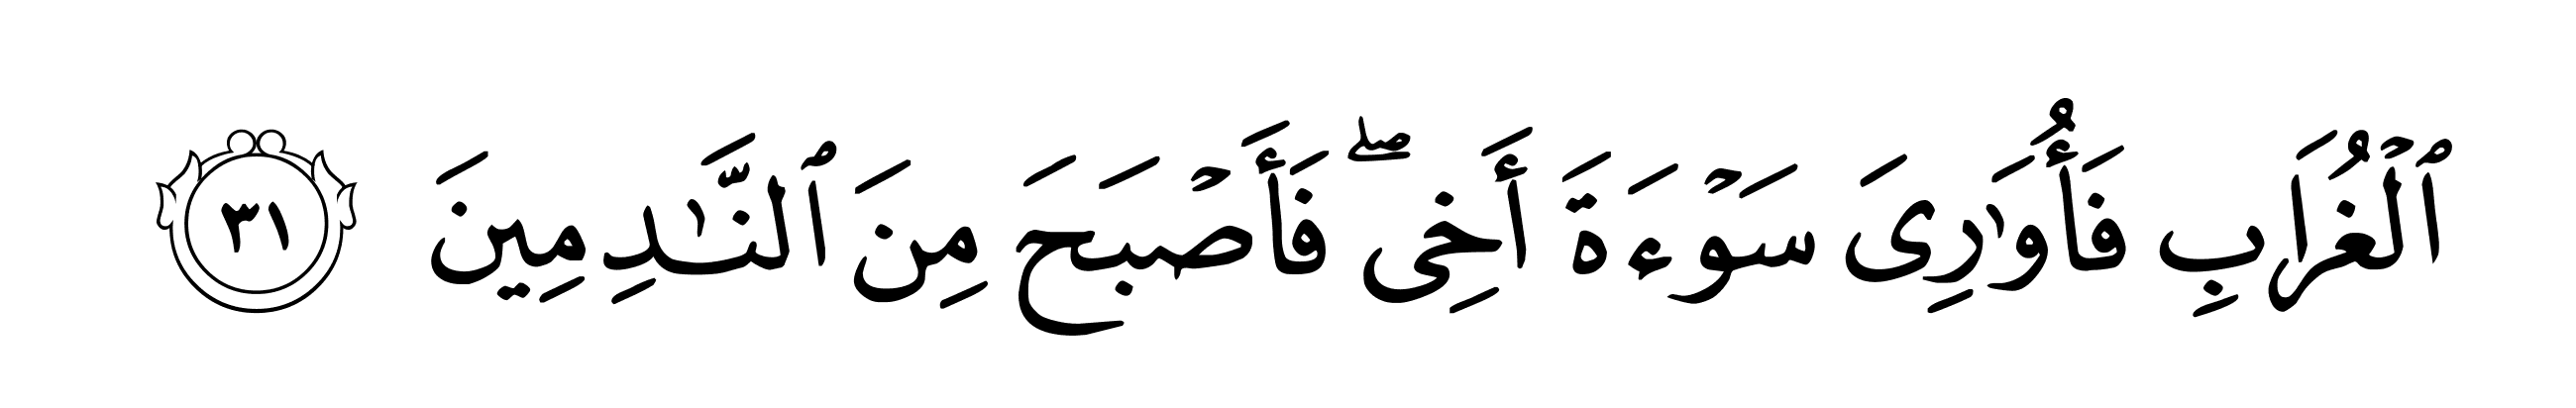 ٱلۡغُرَابِ فَأُوَٰرِىَ سَوۡءَةَ أَخِىۖ فَأَصۡبَحَ مِنَ ٱلنَّـٰدِمِينَ ٣١